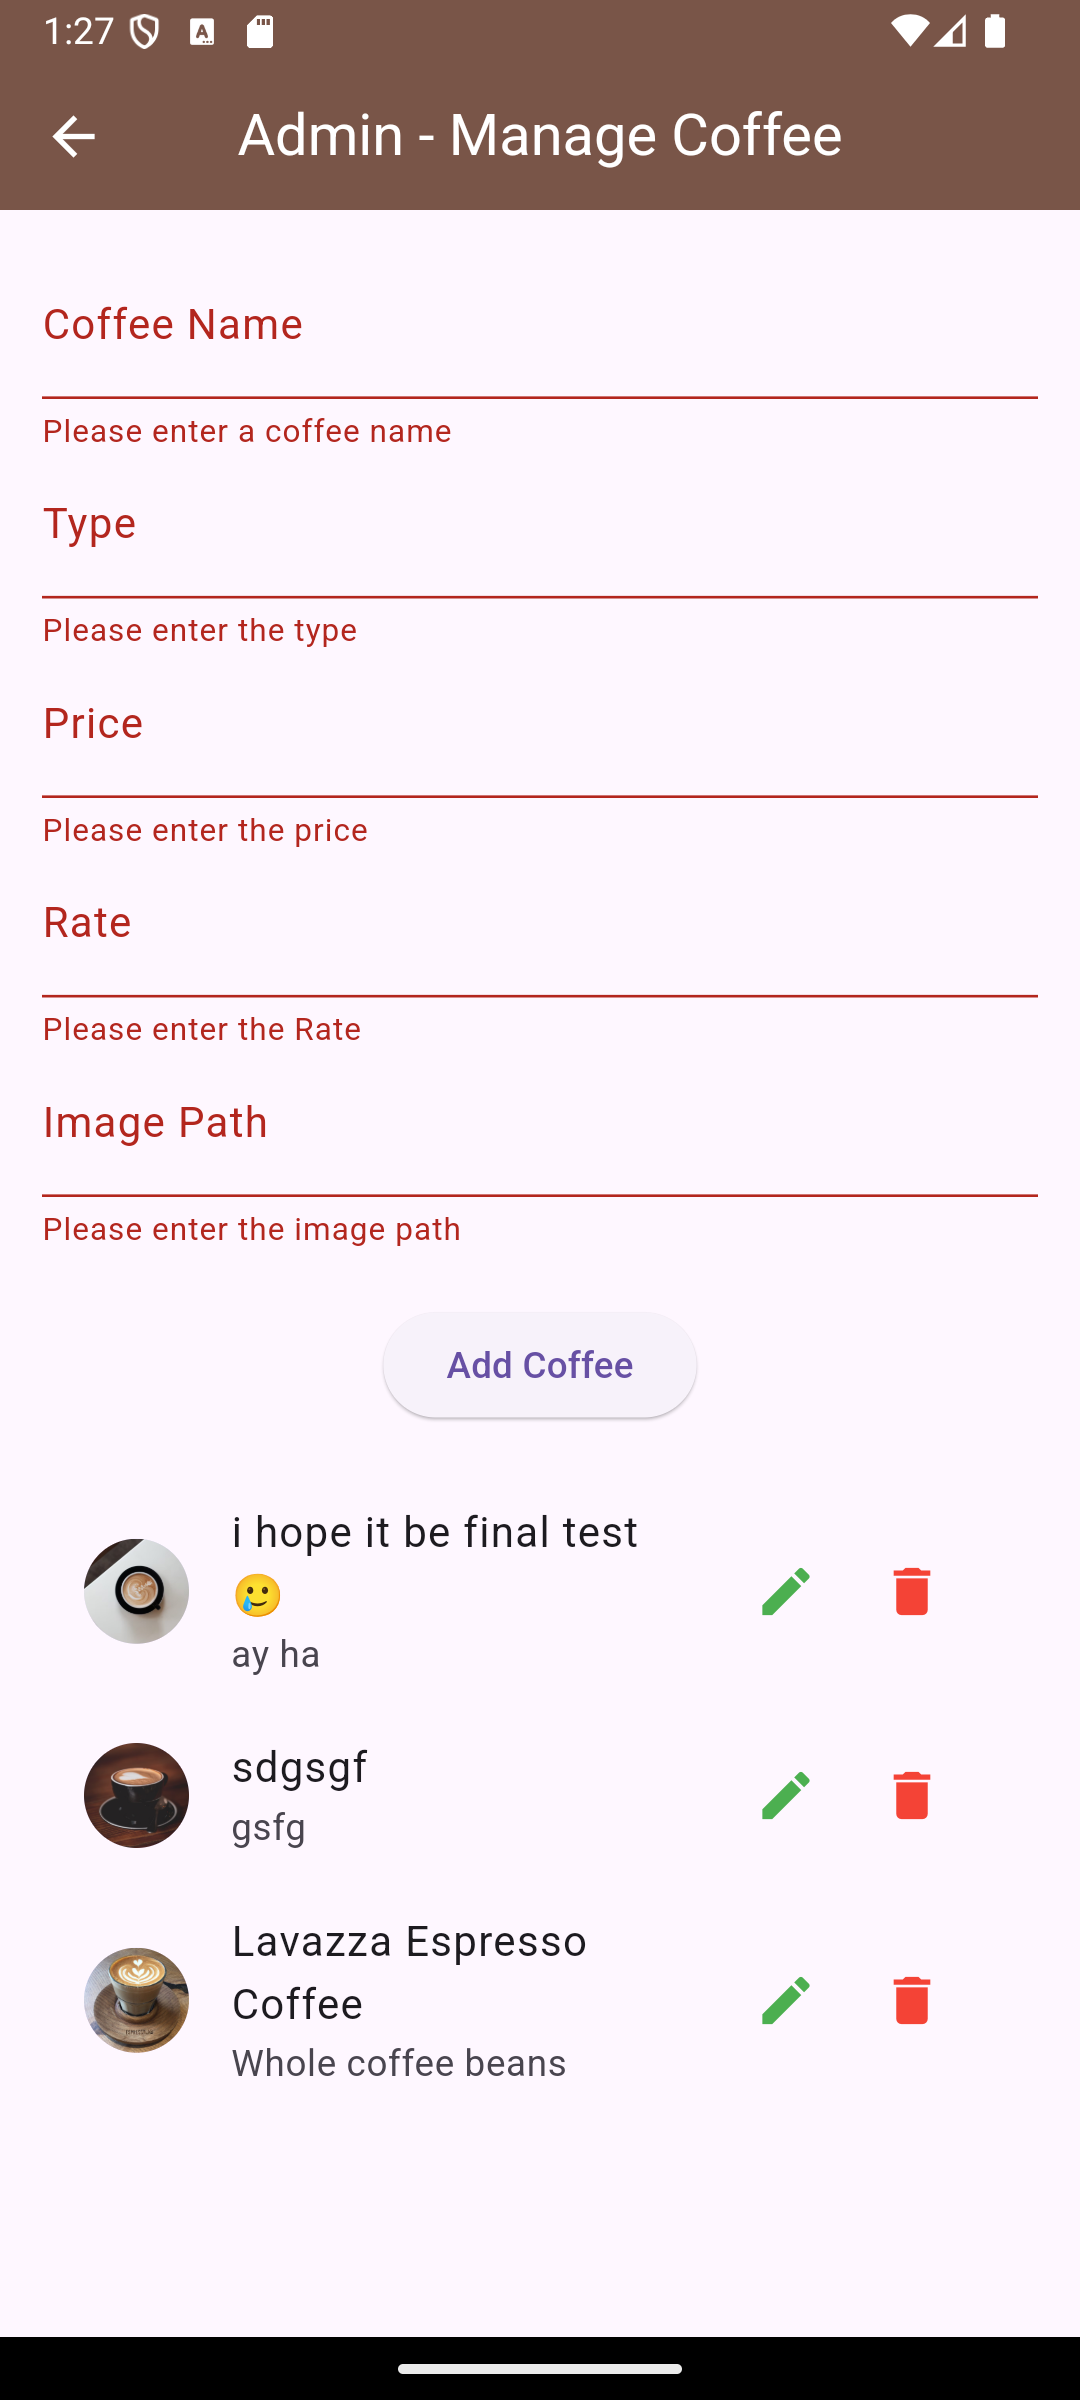 1:27
Admin - Manage Coffee
Coffee Name
Please enter a coffee name
Type
Please enter the type
Price
Please enter the price
Rate
Please enter the Rate
Image Path
Please enter the image path
Add Coffee
i hope it be final test
🥲
ay ha
sdgsgf
gsfg
Lavazza Espresso
Coffee
Whole coffee beans